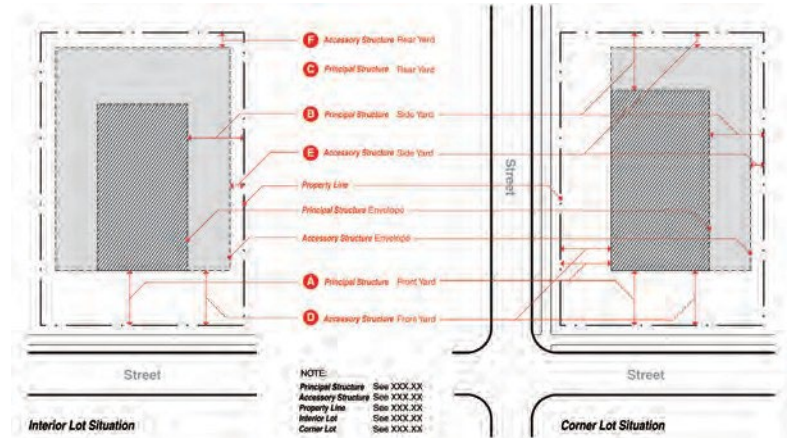 F Accessory Structure Rear Yard
C Principal Structure Rear Yard
B Principal Structure Side Yard
E Accessory Structure Side Yard
Property Line
Principal Structure Envelope
Accessory Structure Envelope
A Principal Structure Front Yard
D Accessory Structure Front Yard
Street
Street
Street
NOTE:
Principal Structure See XXX.XX
Accessory Structure See XXX.XX
Property Line See XXX.XX
Interior Lot See XXX.XX
Corner Lot See XXX.XX
Interior Lot Situation
Corner Lot Situation